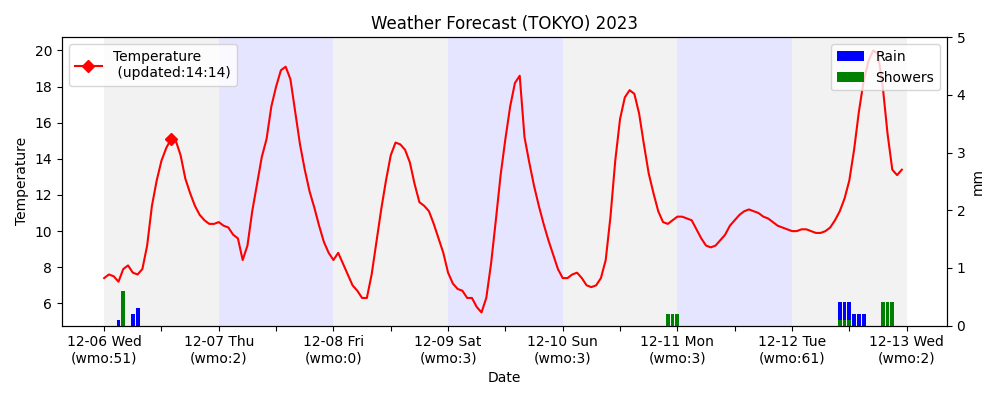 Weather Forecast (TOKYO) 2023
Temperature
(updated:14:14)
Rain
Showers
Temperature
20
18
16
14
12
10
8
6
5
4
3
2
1
0
mm
12-06 Wed
(wmo:51)
12-07 Thu
(wmo:2)
12-08 Fri
(wmo:0)
12-09 Sat
(wmo:3)
12-10 Sun
(wmo:3)
12-11 Mon
(wmo:3)
12-12 Tue
(wmo:61)
12-13 Wed
(wmo:2)
Date